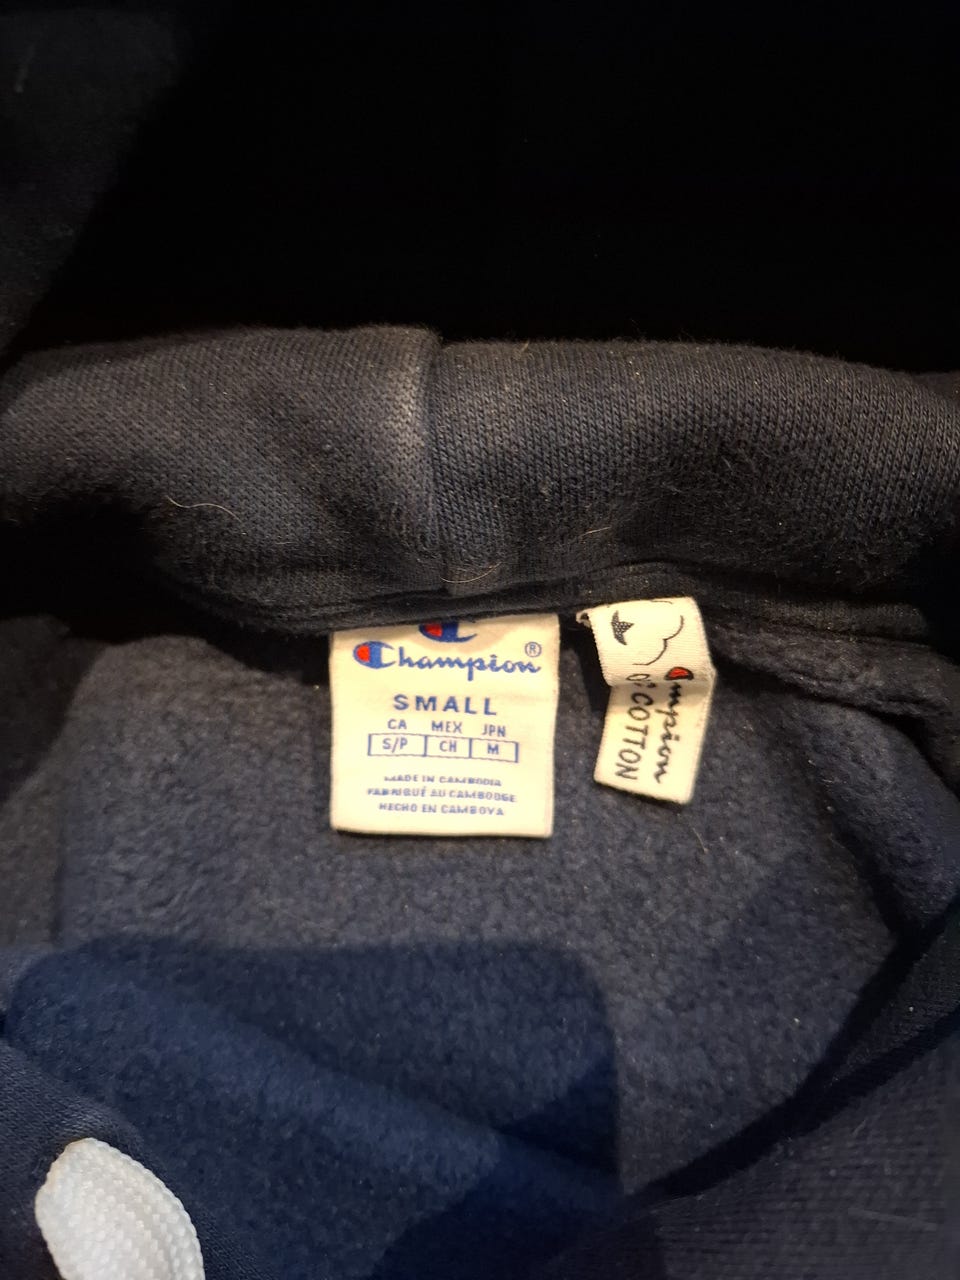 Champion®
SMALL
CA MEX JPN
S/P CH M
MADE IN CAMBODIA
FABRIQUÉ AU CAMBODGE
HECHO EN CAMBOYA
COTTON